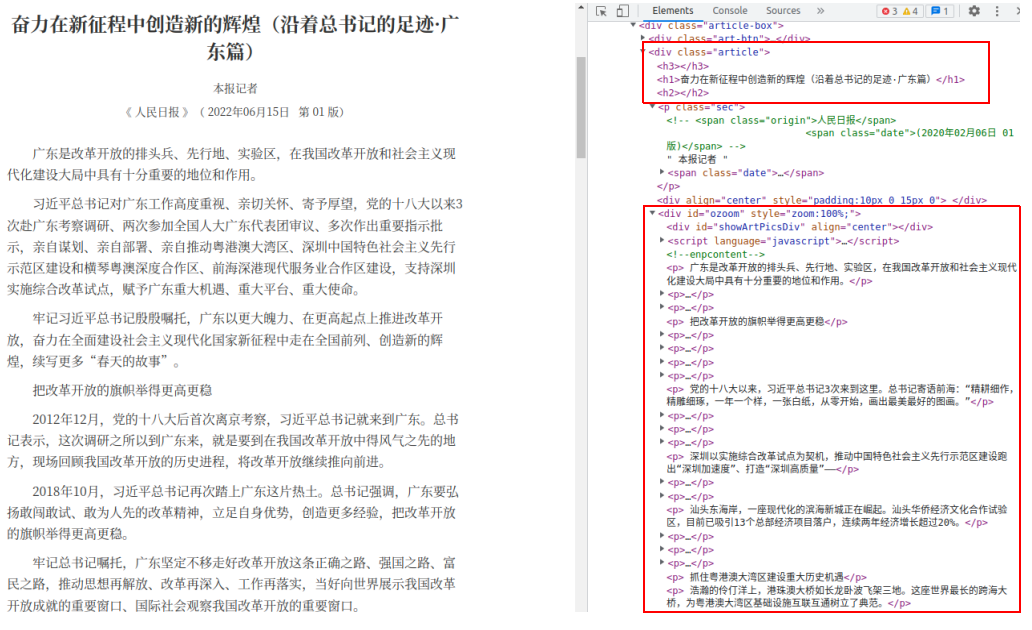 奋力在新征程中创造新的辉煌（沿着总书记的足迹·广
东篇）
本报记者
《 人民日报 》（ 2022年06月15日 第 01 版）
广东是改革开放的排头兵、先行地、实验区，在我国改革开放和社会主义现
代化建设大局中具有十分重要的地位和作用。
习近平总书记对广东工作高度重视、亲切关怀、寄予厚望，党的十八大以来3
次赴广东考察调研、两次参加全国人大广东代表团审议、多次作出重要指示批
示，亲自谋划、亲自部署、亲自推动粤港澳大湾区、深圳中国特色社会主义先行
示范区建设和横琴粤澳深度合作区、前海深港现代服务业合作区建设，支持深圳
实施综合改革试点，赋予广东重大机遇、重大平台、重大使命。
牢记习近平总书记殷殷嘱托，广东以更大魄力、在更高起点上推进改革开
放，奋力在全面建设社会主义现代化国家新征程中走在全国前列、创造新的辉
煌，续写更多“春天的故事”。
把改革开放的旗帜举得更高更稳
2012年12月，党的十八大后首次离京考察，习近平总书记就来到广东。总书
记表示，这次调研之所以到广东来，就是要到在我国改革开放中得风气之先的地
方，现场回顾我国改革开放的历史进程，将改革开放继续推向前进。
2018年10月，习近平总书记再次踏上广东这片热土。总书记强调，广东要弘
扬敢闯敢试、敢为人先的改革精神，立足自身优势，创造更多经验，把改革开放
的旗帜举得更高更稳。
牢记总书记嘱托，广东坚定不移走好改革开放这条正确之路、强国之路、富
民之路，推动思想再解放、改革再深入、工作再落实，当好向世界展示我国改革
开放成就的重要窗口、国际社会观察我国改革开放的重要窗口。
Elements Console Sources » 3 4 1
<div class="article-box">
<div class="art-btn">…</div>
<div class="article">
<h3></h3>
<h1>奋力在新征程中创造新的辉煌（沿着总书记的足迹·广东篇）</h1>
<h2></h2>
<p class="sec">
<!-- <span class="origin">人民日报</span>
<span class="date">(2020年02月06日 01
版)</span> -->
" 本报记者 "
<span class="date">…</span>
</p>
<div align="center" style="padding:10px 0 15px 0"> </div>
<div id="ozoom" style="zoom:100%;">
<div id="showArtPicsDiv" align="center"></div>
<script language="javascript">…</script>
<!--enpcontent-->
<p> 广东是改革开放的排头兵、先行地、实验区，在我国改革开放和社会主义现代
化建设大局中具有十分重要的地位和作用。</p>
<p>…</p>
<p>…</p>
<p> 把改革开放的旗帜举得更高更稳</p>
<p>…</p>
<p>…</p>
<p>…</p>
<p>…</p>
<p> 党的十八大以来，习近平总书记3次来到这里。总书记寄语前海：“精耕细作，
精雕细琢，一年一个样，一张白纸，从零开始，画出最美最好的图画。”</p>
<p>…</p>
<p>…</p>
<p>…</p>
<p> 深圳以实施综合改革试点为契机，推动中国特色社会主义先行示范区建设跑
出“深圳加速度”、打造“深圳高质量”——</p>
<p>…</p>
<p>…</p>
<p> 汕头东海岸，一座现代化的滨海新城正在崛起。汕头华侨经济文化合作试验
区，目前已吸引13个总部经济项目落户，连续两年经济增长超过20%。</p>
<p>…</p>
<p>…</p>
<p>…</p>
<p> 抓住粤港澳大湾区建设重大历史机遇</p>
<p> 浩瀚的伶仃洋上，港珠澳大桥如长龙卧波飞架三地。这座世界最长的跨海大
桥，为粤港澳大湾区基础设施互联互通树立了典范。</p>